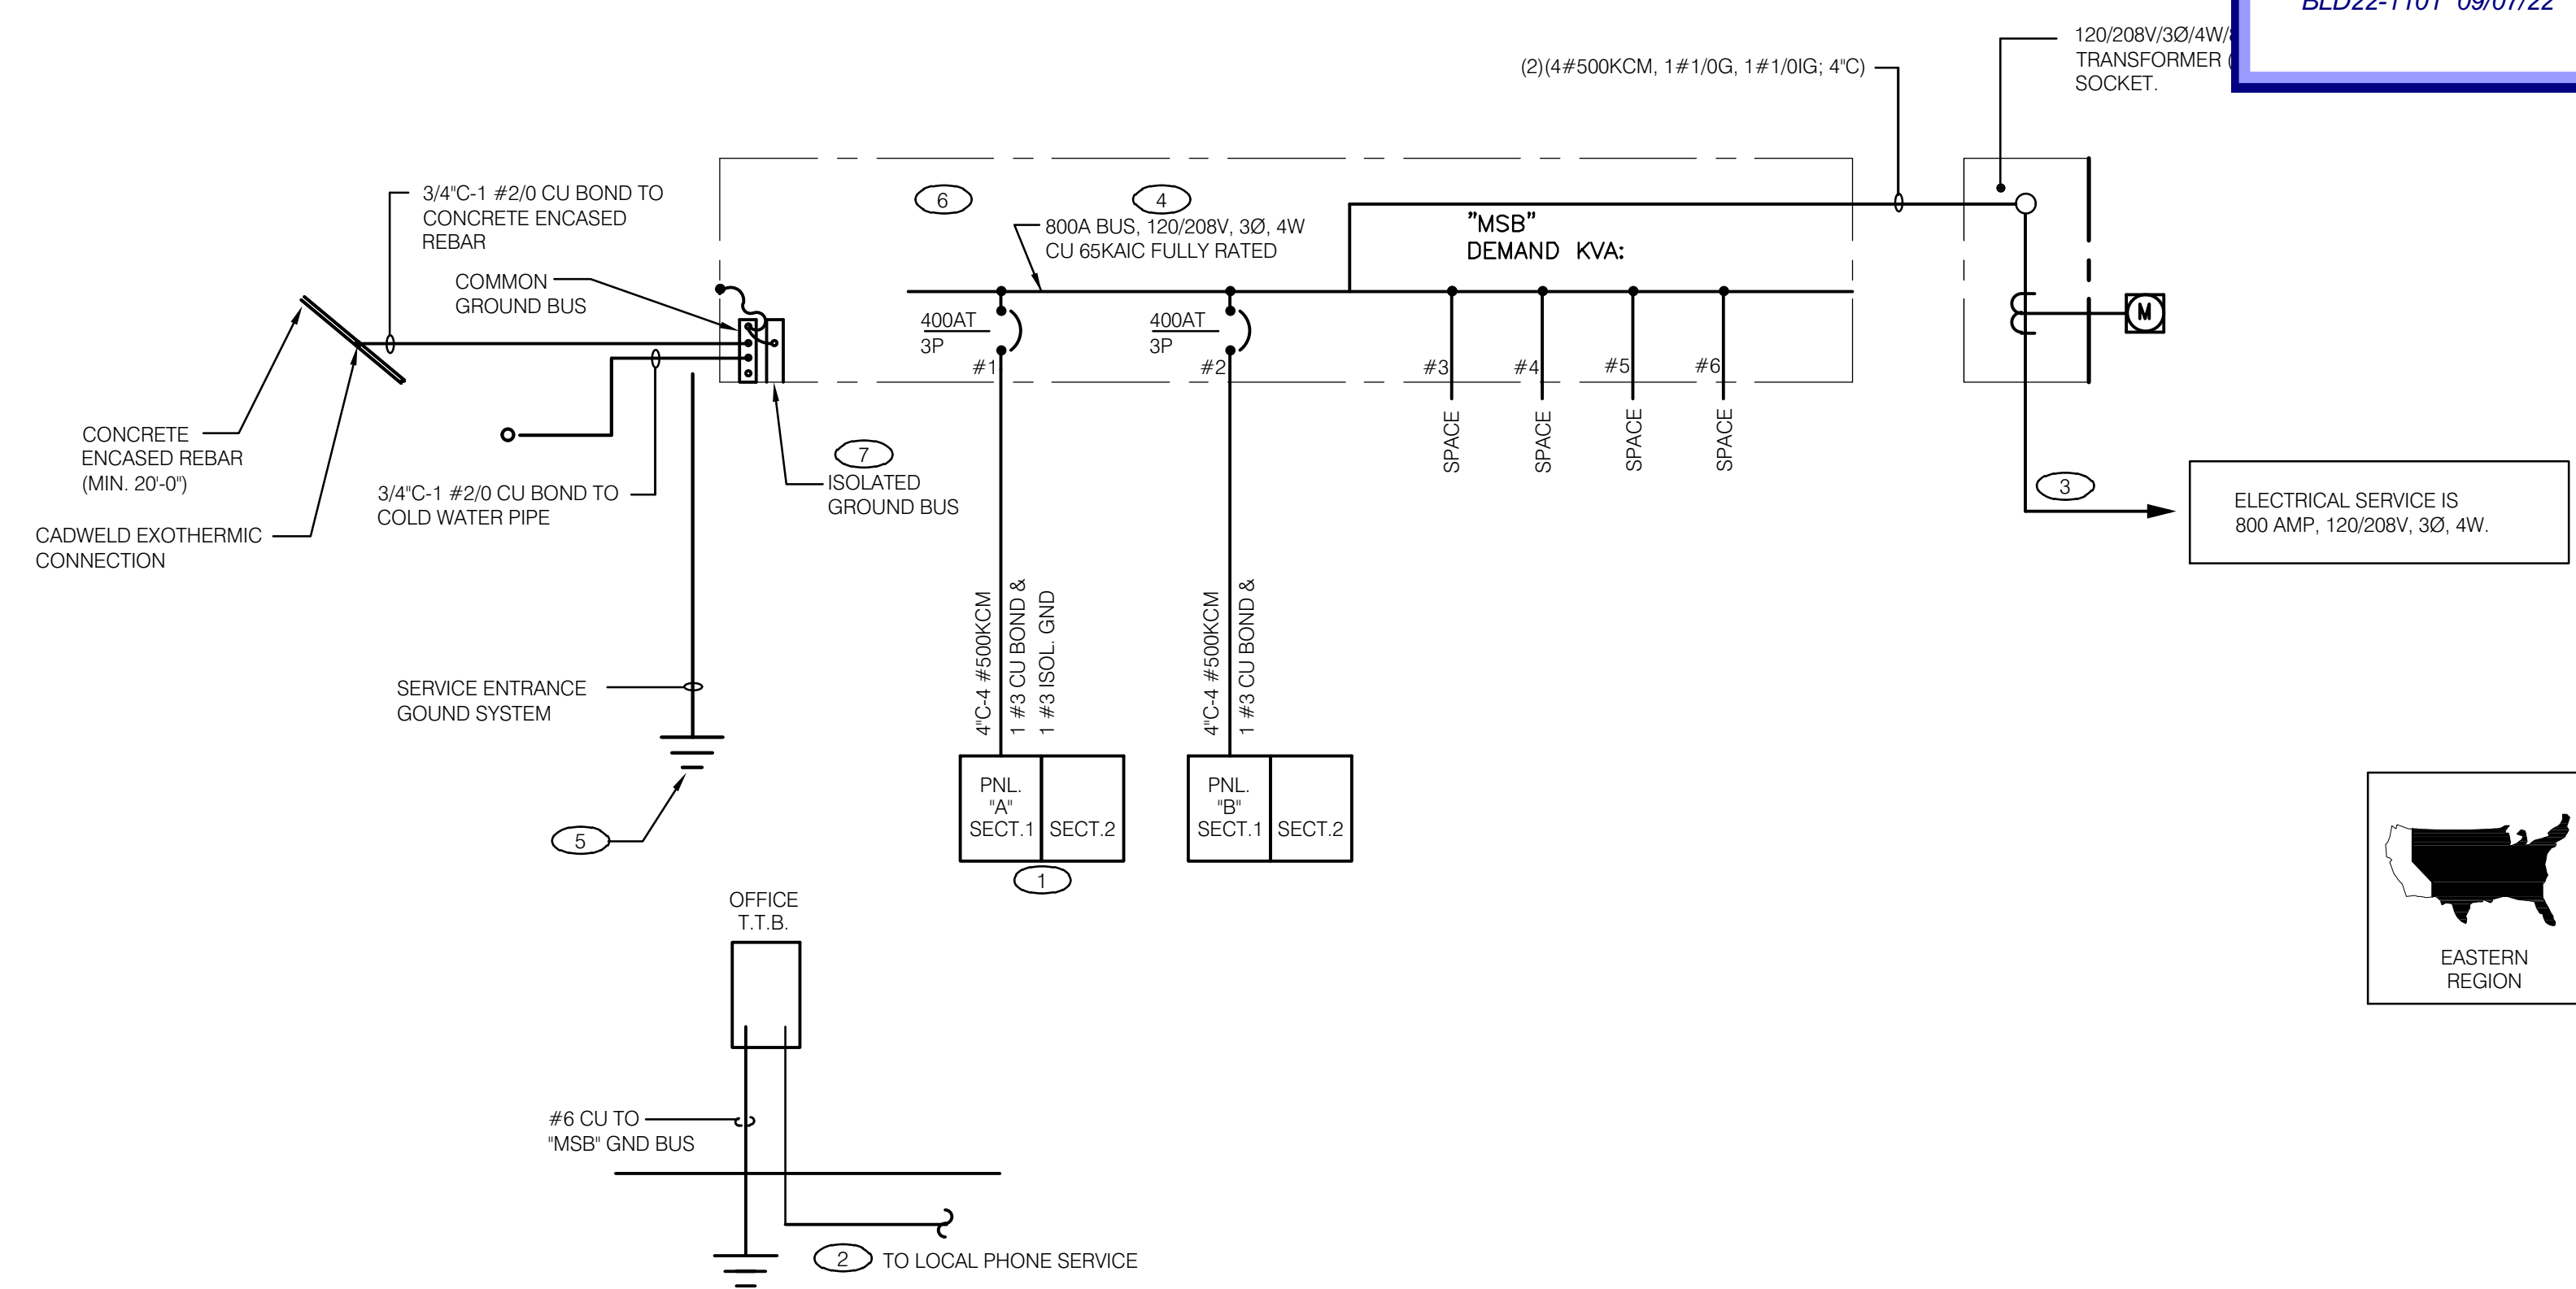 BLD22-1101 09/07/22
120/208V/3Ø/4W/
TRANSFORMER (
SOCKET.
(2)(4#500KCM, 1#1/0G, 1#1/0IG; 4"C)
3/4"C-1 #2/0 CU BOND TO
CONCRETE ENCASED
REBAR
COMMON
GROUND BUS
6
4
800A BUS, 120/208V, 3Ø, 4W
CU 65KAIC FULLY RATED
"MSB"
DEMAND KVA:
400AT
3P
#1
400AT
3P
#2
#3
#4
#5
#6
SPACE
SPACE
SPACE
SPACE
M
CONCRETE
ENCASED REBAR
(MIN. 20'-0")
CADWELD EXOTHERMIC
CONNECTION
3/4"C-1 #2/0 CU BOND TO
COLD WATER PIPE
7
ISOLATED
GROUND BUS
3
ELECTRICAL SERVICE IS
800 AMP, 120/208V, 3Ø, 4W.
4"C-4 #500KCM
1 #3 CU BOND &
1 #3 ISOL. GND
4"C-4 #500KCM
1 #3 CU BOND &
SERVICE ENTRANCE
GOUND SYSTEM
5
PNL.
"A"
SECT.1
SECT.2
1
PNL.
"B"
SECT.1
SECT.2
EASTERN
REGION
OFFICE
T.T.B.
#6 CU TO
"MSB" GND BUS
2
TO LOCAL PHONE SERVICE